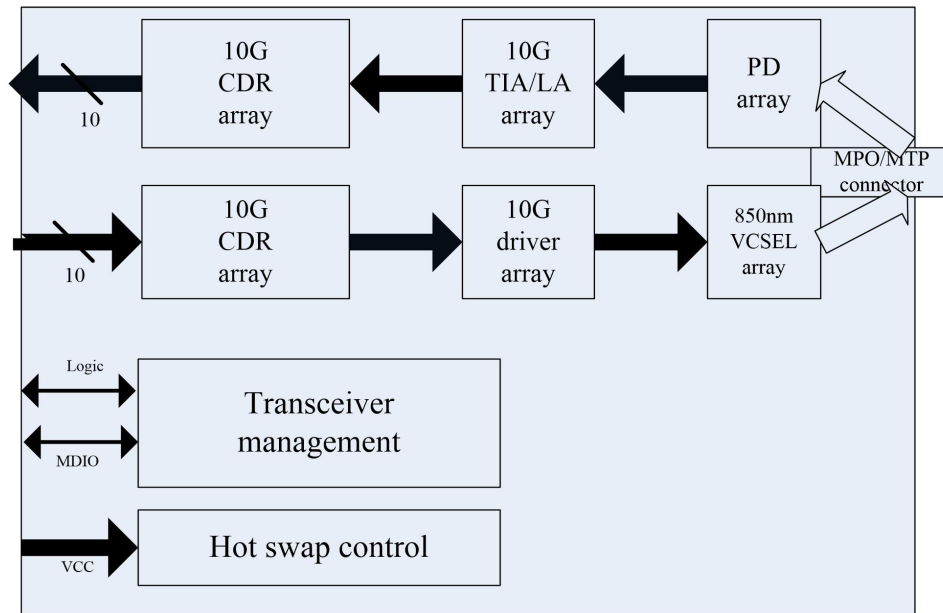 10G
CDR
array
10G
TIA/LA
array
PD
array
10
MPO/MTP
connector
10G
CDR
array
10G
driver
array
850nm
VCSEL
array
10
Logic
Transceiver
management
MDIO
Hot swap control
VCC